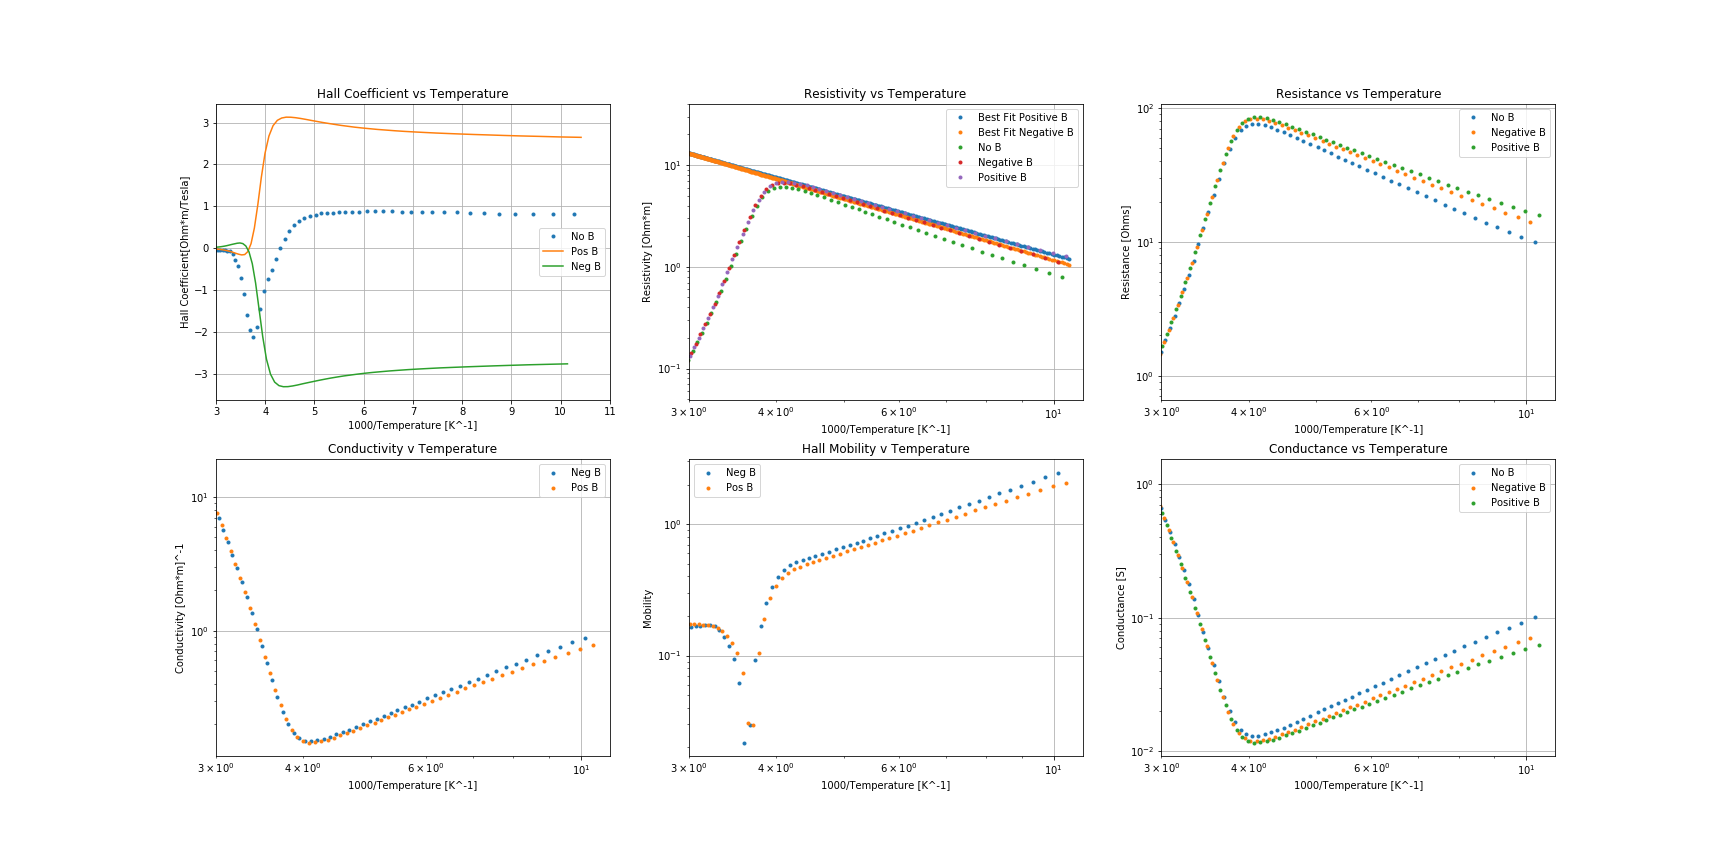 Hall Coefficient vs Temperature
Hall Coefficient[Ohm*m/Tesla]
3
2
1
0
−1
−2
−3
No B
Pos B
Neg B
3 4 5 6 7 8 9 10 11
1000/Temperature [K^-1]
Resistivity vs Temperature
Resistivity [Ohm*m]
10^1
10^0
10^−1
Best Fit Positive B
Best Fit Negative B
No B
Negative B
Positive B
3 × 10^0 4 × 10^0 6 × 10^0 10^1
1000/Temperature [K^-1]
Resistance vs Temperature
Resistance [Ohms]
10^2
10^1
10^0
No B
Negative B
Positive B
3 × 10^0 4 × 10^0 6 × 10^0 10^1
1000/Temperature [K^-1]
Conductivity v Temperature
Conductivity [Ohm*m]^-1
10^1
10^0
Neg B
Pos B
3 × 10^0 4 × 10^0 6 × 10^0 10^1
1000/Temperature [K^-1]
Hall Mobility v Temperature
Mobility
10^0
10^−1
Neg B
Pos B
3 × 10^0 4 × 10^0 6 × 10^0 10^1
1000/Temperature [K^-1]
Conductance vs Temperature
Conductance [S]
10^0
10^−1
10^−2
No B
Negative B
Positive B
3 × 10^0 4 × 10^0 6 × 10^0 10^1
1000/Temperature [K^-1]